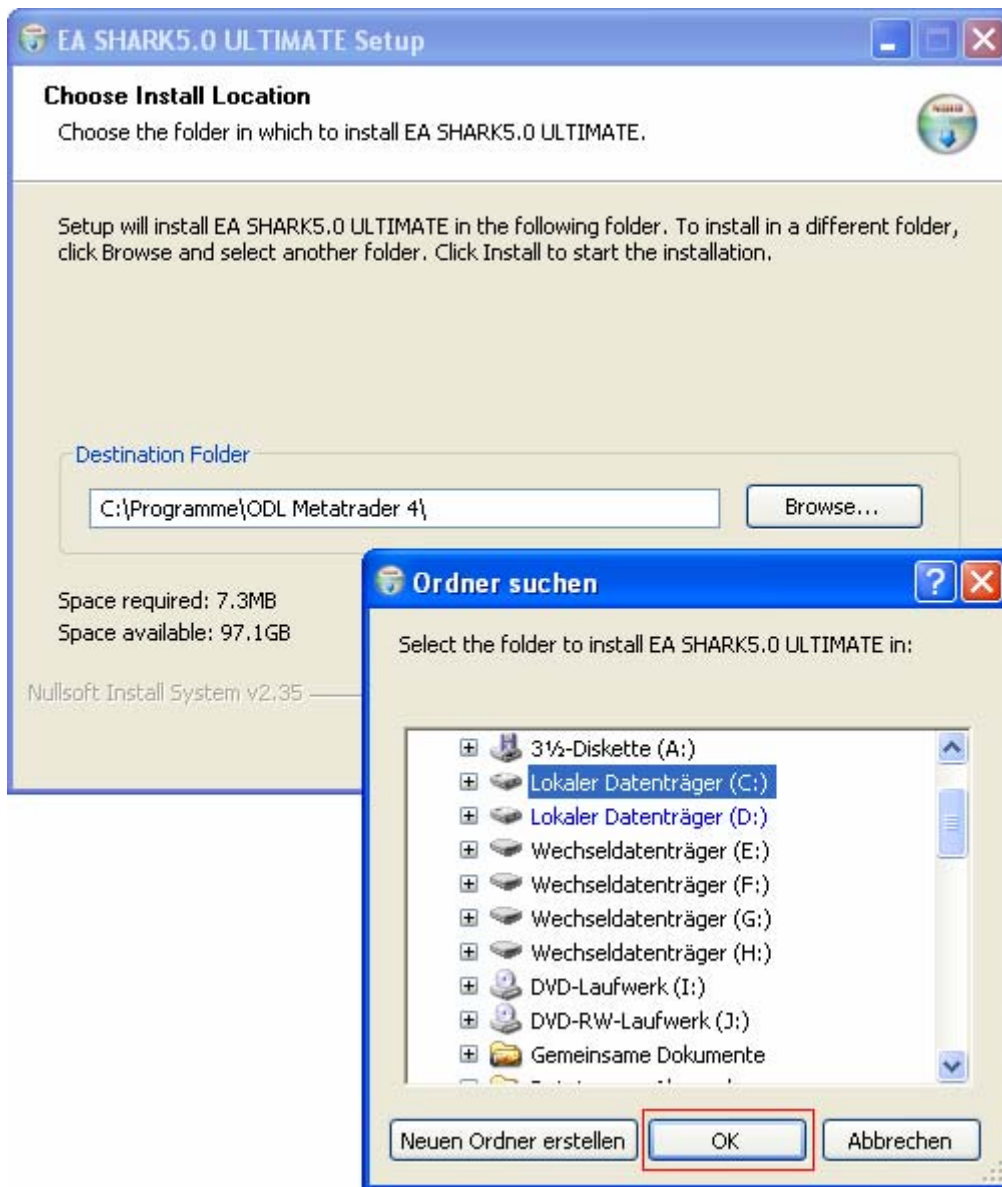 EA SHARK5.0 ULTIMATE Setup
Choose Install Location
Choose the folder in which to install EA SHARK5.0 ULTIMATE.
Setup will install EA SHARK5.0 ULTIMATE in the following folder. To install in a different folder,
click Browse and select another folder. Click Install to start the installation.
Destination Folder
C:\Programme\ODL Metatrader 4\
Browse...
Space required: 7.3MB
Space available: 97.1GB
Nullsoft Install System v2.35
Ordner suchen
Select the folder to install EA SHARK5.0 ULTIMATE in:
3½-Diskette (A:)
Lokaler Datenträger (C:)
Lokaler Datenträger (D:)
Wechseldatenträger (E:)
Wechseldatenträger (F:)
Wechseldatenträger (G:)
Wechseldatenträger (H:)
DVD-Laufwerk (I:)
DVD-RW-Laufwerk (J:)
Gemeinsame Dokumente
Neuen Ordner erstellen
OK
Abbrechen